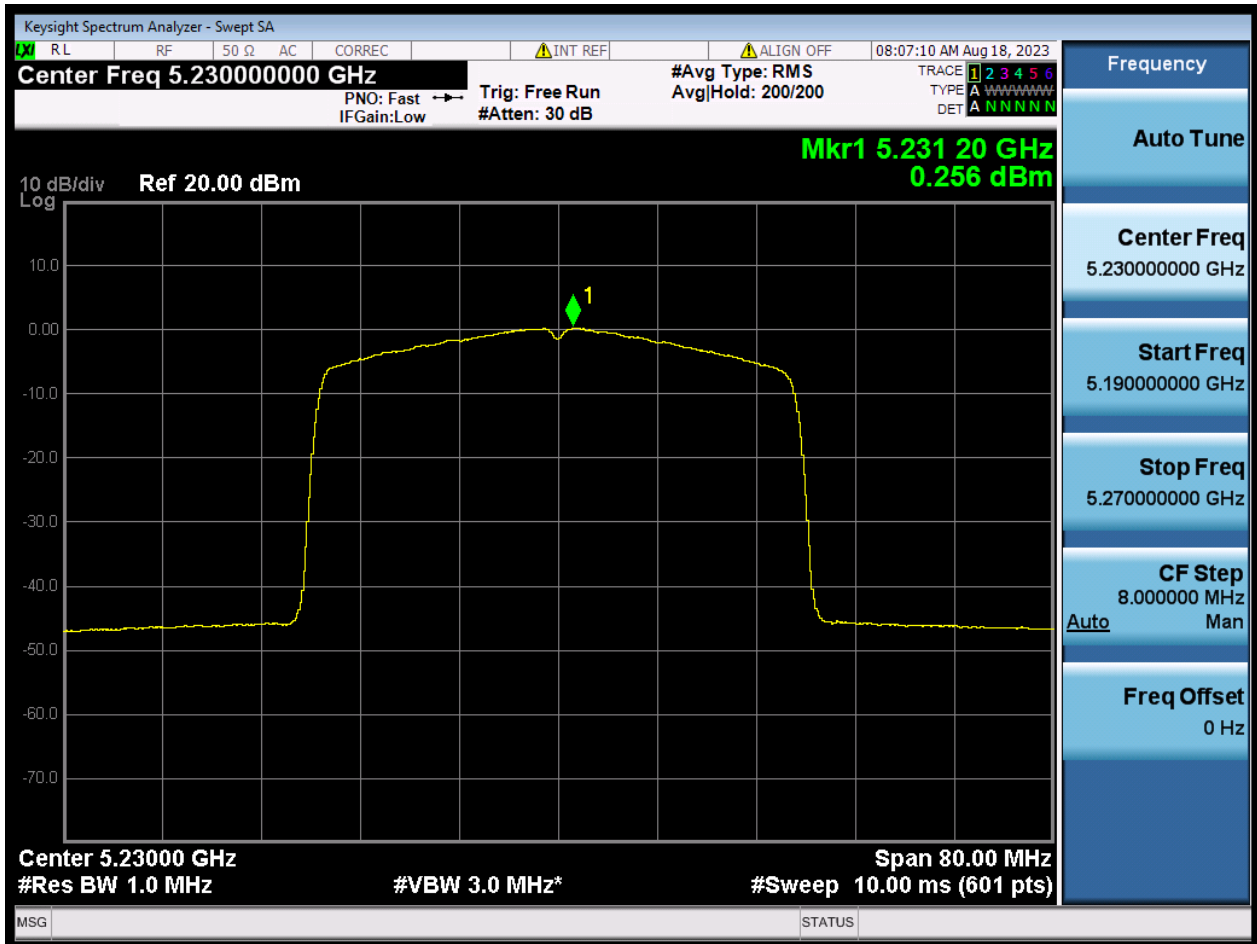 Keysight Spectrum Analyzer - Swept SA
LXI RL RF 50 Ω AC CORREC INT REF ALIGN OFF 08:07:10 AM Aug 18, 2023
Center Freq 5.230000000 GHz
PNO: Fast
IFGain:Low
Trig: Free Run
#Atten: 30 dB
#Avg Type: RMS
Avg|Hold: 200/200
TRACE 1 2 3 4 5 6
TYPE A WWWWW
DET A N N N N N
Mkr1 5.231 20 GHz
0.256 dBm
10 dB/div Ref 20.00 dBm
Log
10.0
0.00
-10.0
-20.0
-30.0
-40.0
-50.0
-60.0
-70.0
1
Center 5.23000 GHz Span 80.00 MHz
#Res BW 1.0 MHz #VBW 3.0 MHz* #Sweep 10.00 ms (601 pts)
MSG STATUS
Frequency
Auto Tune
Center Freq
5.230000000 GHz
Start Freq
5.190000000 GHz
Stop Freq
5.270000000 GHz
CF Step
8.000000 MHz
Auto Man
Freq Offset
0 Hz